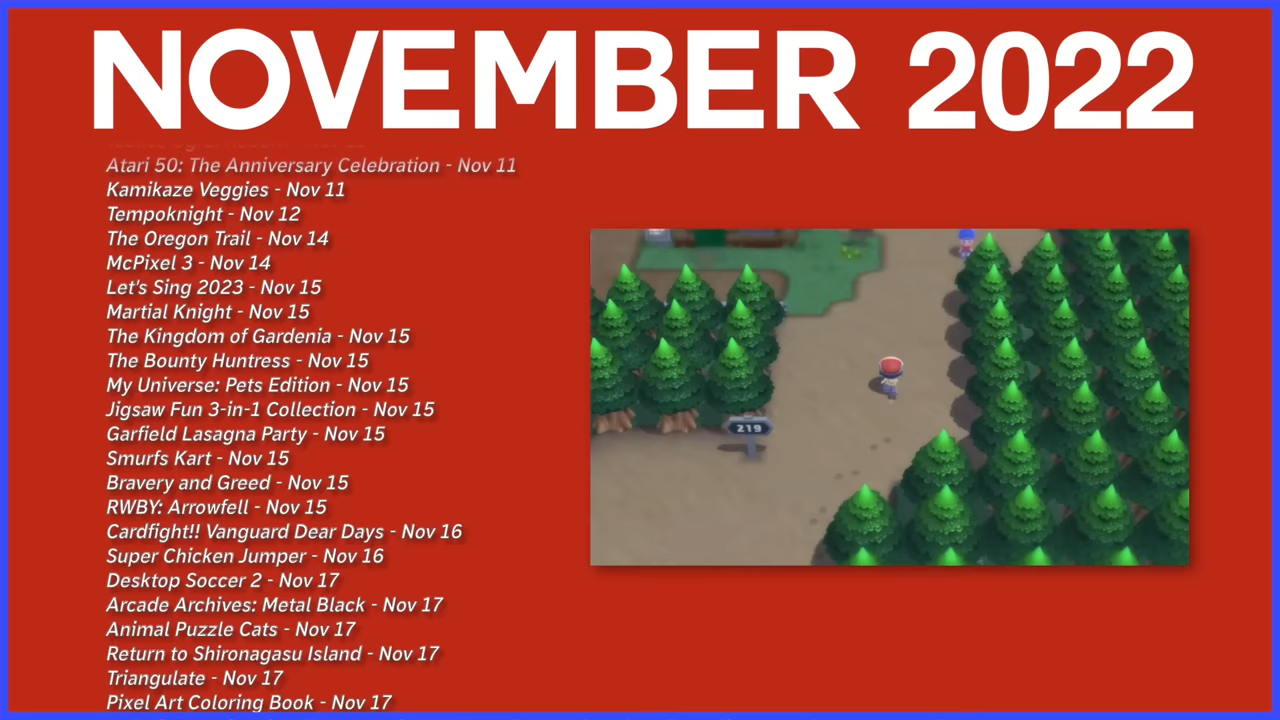 NOVEMBER 2022
Atari 50: The Anniversary Celebration - Nov 11
Kamikaze Veggies - Nov 11
Tempoknight - Nov 12
The Oregon Trail - Nov 14
McPixel 3 - Nov 14
Let's Sing 2023 - Nov 15
Martial Knight - Nov 15
The Kingdom of Gardenia - Nov 15
The Bounty Huntress - Nov 15
My Universe: Pets Edition - Nov 15
Jigsaw Fun 3-in-1 Collection - Nov 15
Garfield Lasagna Party - Nov 15
Smurfs Kart - Nov 15
Bravery and Greed - Nov 15
RWBY: Arrowfell - Nov 15
Cardfight!! Vanguard Dear Days - Nov 16
Super Chicken Jumper - Nov 16
Desktop Soccer 2 - Nov 17
Arcade Archives: Metal Black - Nov 17
Animal Puzzle Cats - Nov 17
Return to Shironagasu Island - Nov 17
Triangulate - Nov 17
Pixel Art Coloring Book - Nov 17
219